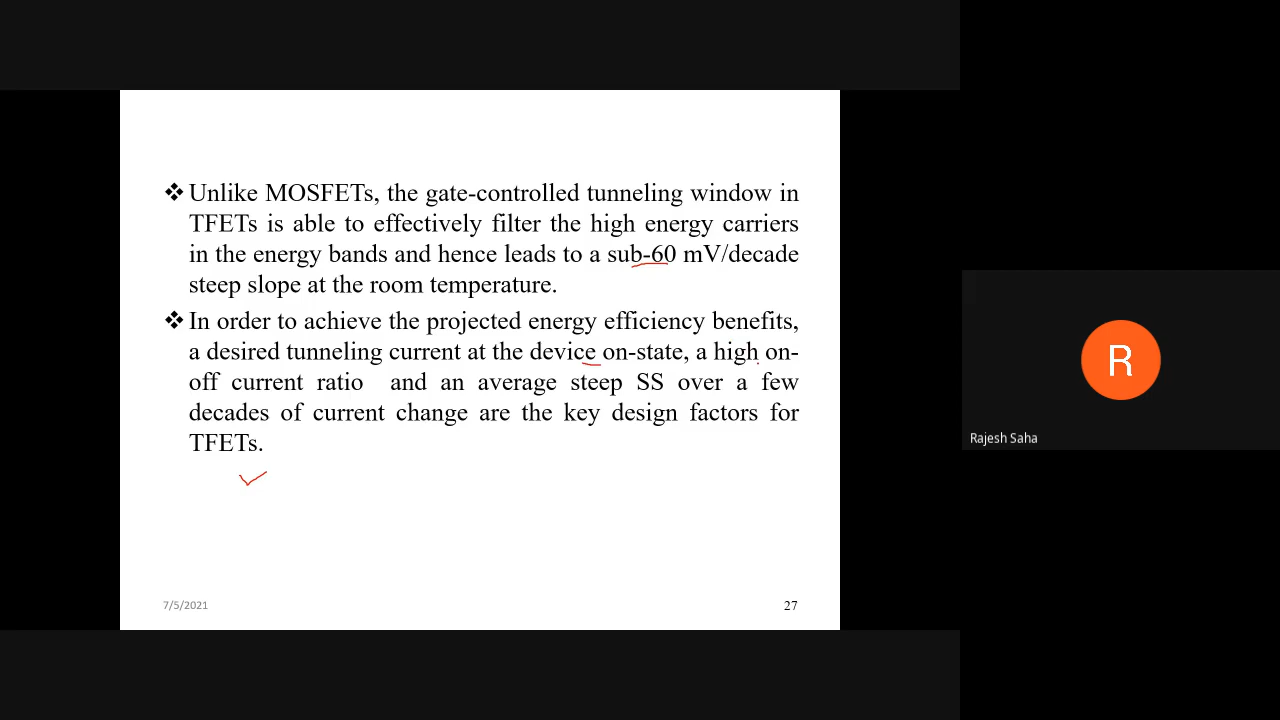 ❖ Unlike MOSFETs, the gate-controlled tunneling window in
TFETs is able to effectively filter the high energy carriers
in the energy bands and hence leads to a sub-60 mV/decade
steep slope at the room temperature.
❖ In order to achieve the projected energy efficiency benefits,
a desired tunneling current at the device on-state, a high on-
off current ratio and an average steep SS over a few
decades of current change are the key design factors for
TFETs.
7/5/2021
27
R
Rajesh Saha